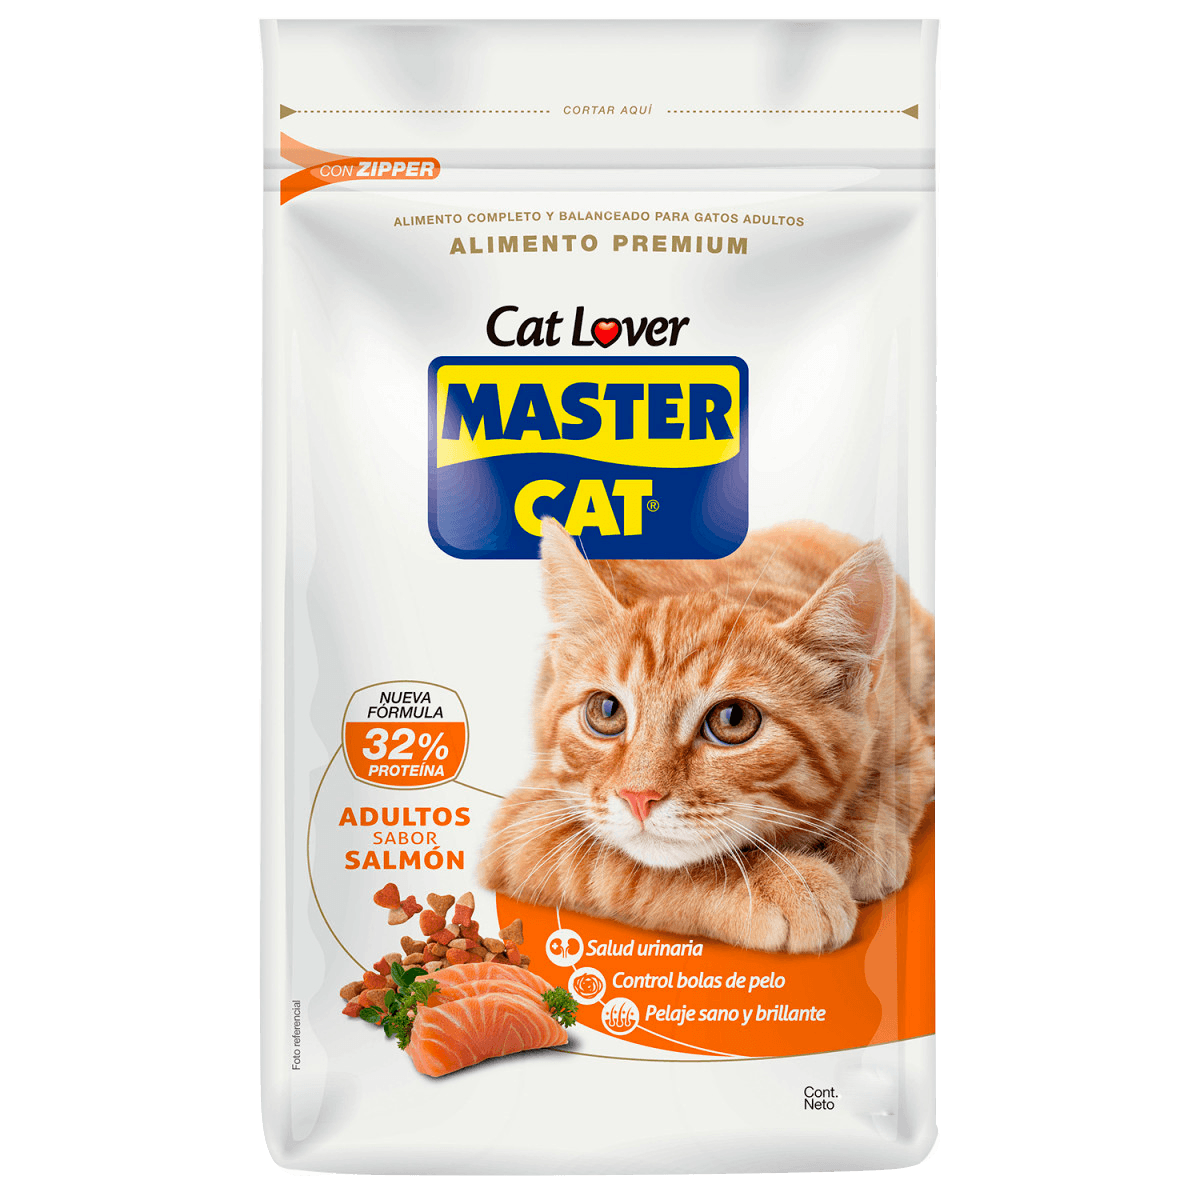 CORTAR AQUÍ
CON ZIPPER
ALIMENTO COMPLETO Y BALANCEADO PARA GATOS ADULTOS
ALIMENTO PREMIUM
Cat Lover
MASTER
CAT®
NUEVA
FÓRMULA
32%
PROTEÍNA
ADULTOS
SABOR
SALMÓN
Salud urinaria
Control bolas de pelo
Pelaje sano y brillante
Foto referencial
Cont.
Neto